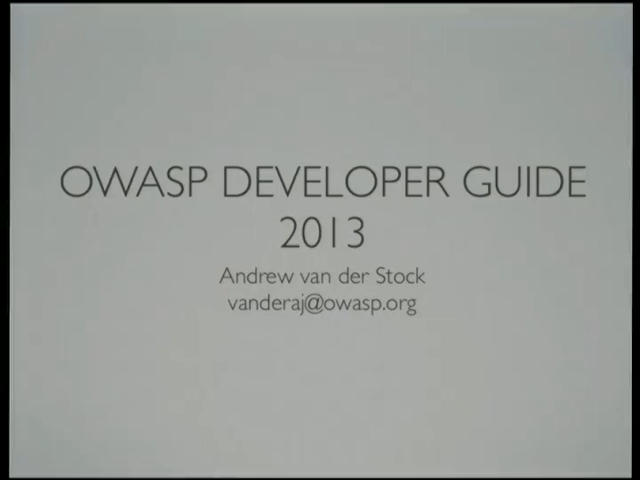 OWASP DEVELOPER GUIDE
2013
Andrew van der Stock
vanderaj@owasp.org